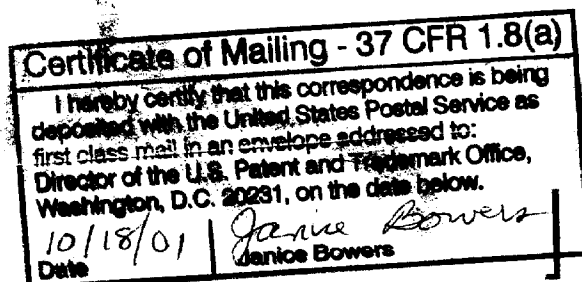 Certificate of Mailing - 37 CFR 1.8(a)
I hereby certify that this correspondence is being
deposited with the United States Postal Service as
first class mail in an envelope addressed to:
Director of the U.S. Patent and Trademark Office,
Washington, D.C. 20231, on the date below.
10/18/01 Janice Bowers
Date Janice Bowers